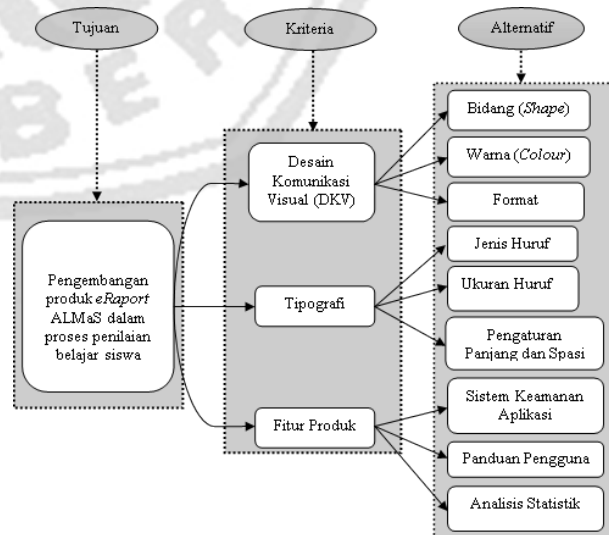 Tujuan
Kriteria
Alternatif
Pengembangan
produk eRaport
ALMaS dalam
proses penilaian
belajar siswa
Desain
Komunikasi
Visual (DKV)
Tipografi
Fitur Produk
Bidang (Shape)
Warna (Colour)
Format
Jenis Huruf
Ukuran Huruf
Pengaturan
Panjang dan Spasi
Sistem Keamanan
Aplikasi
Panduan Pengguna
Analisis Statistik